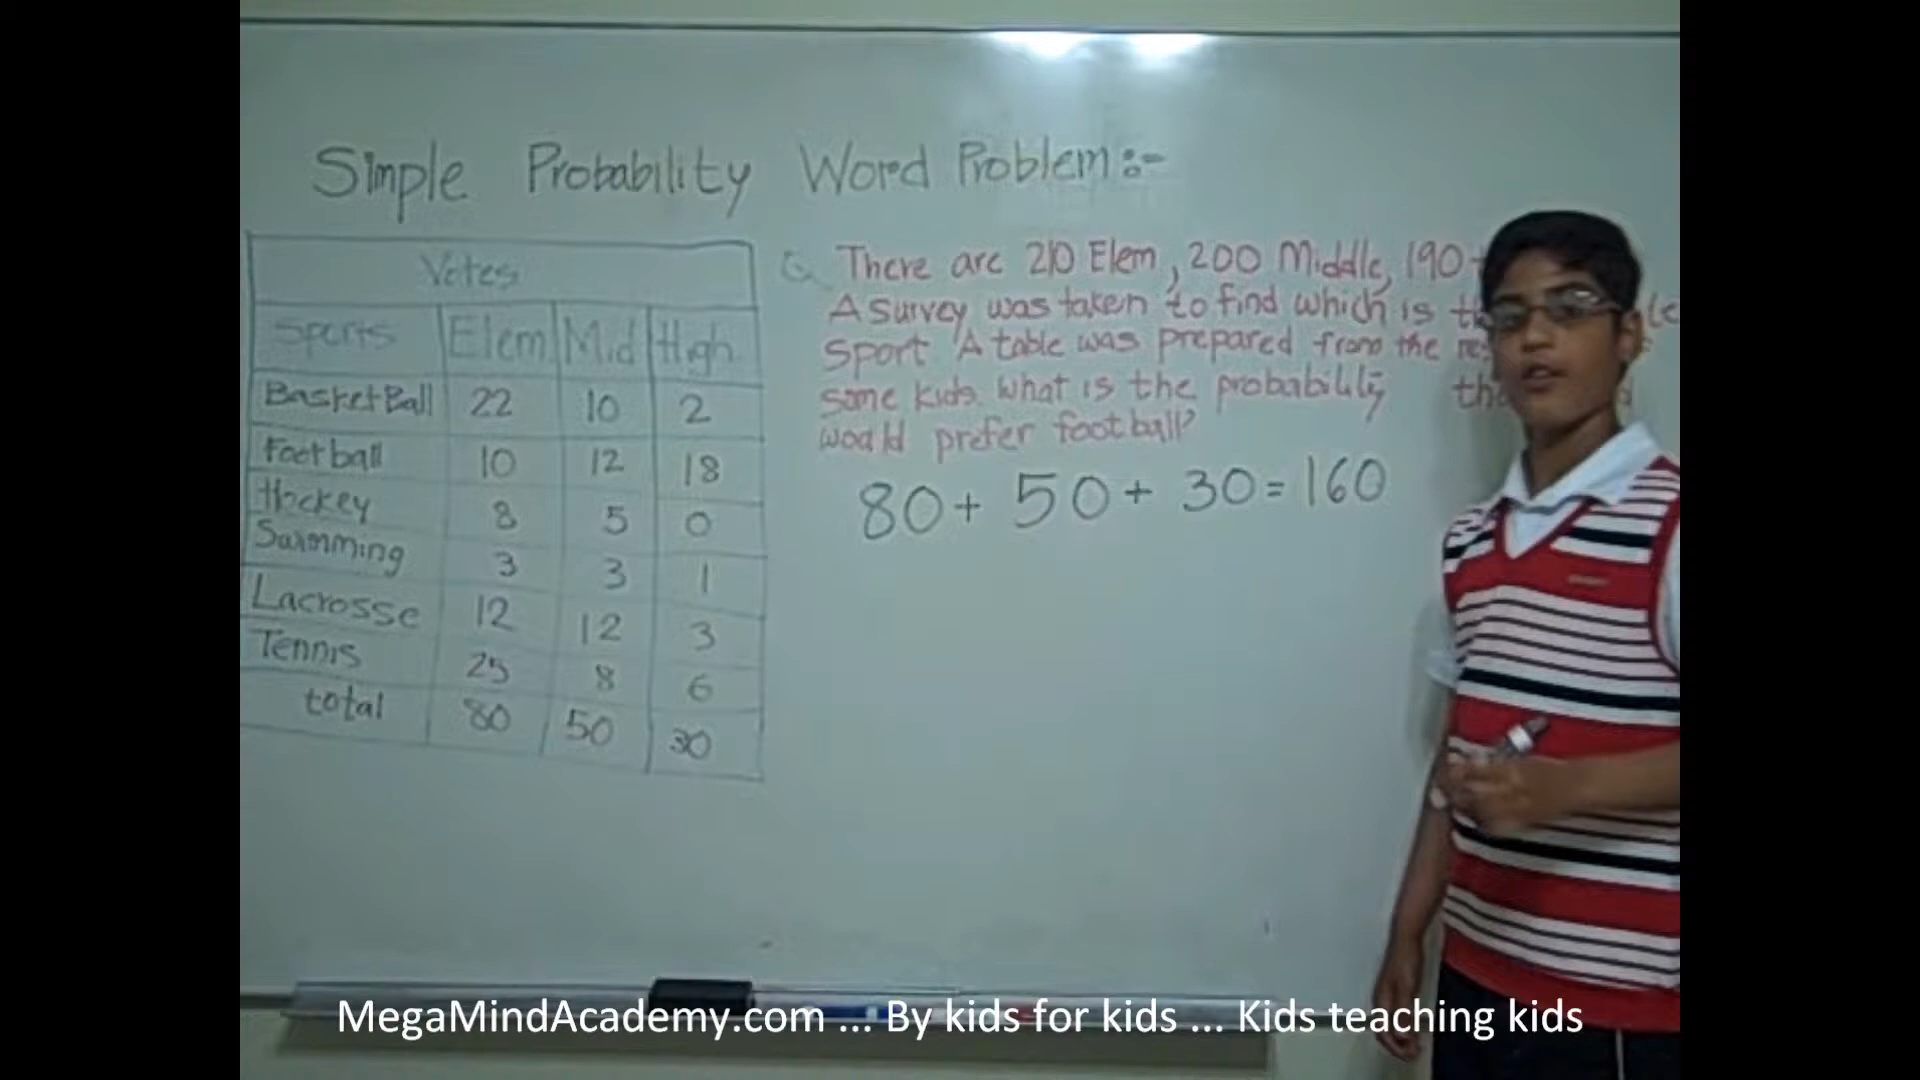 Simple Probability Word Problem:-
Votes
Sports Elem Mid High
BasketBall 22 10 2
Football 10 12 18
Hockey 8 5 0
Swimming 3 3 1
Lacrosse 12 12 3
Tennis 25 8 6
total 80 50 30
Q There are 210 Elem, 200 Middle, 190
A survey was taken to find which is
Sport A table was prepared from the
some kids. What is the probability
would prefer football?
80 + 50 + 30 = 160
MegaMindAcademy.com ... By kids for kids ... Kids teaching kids